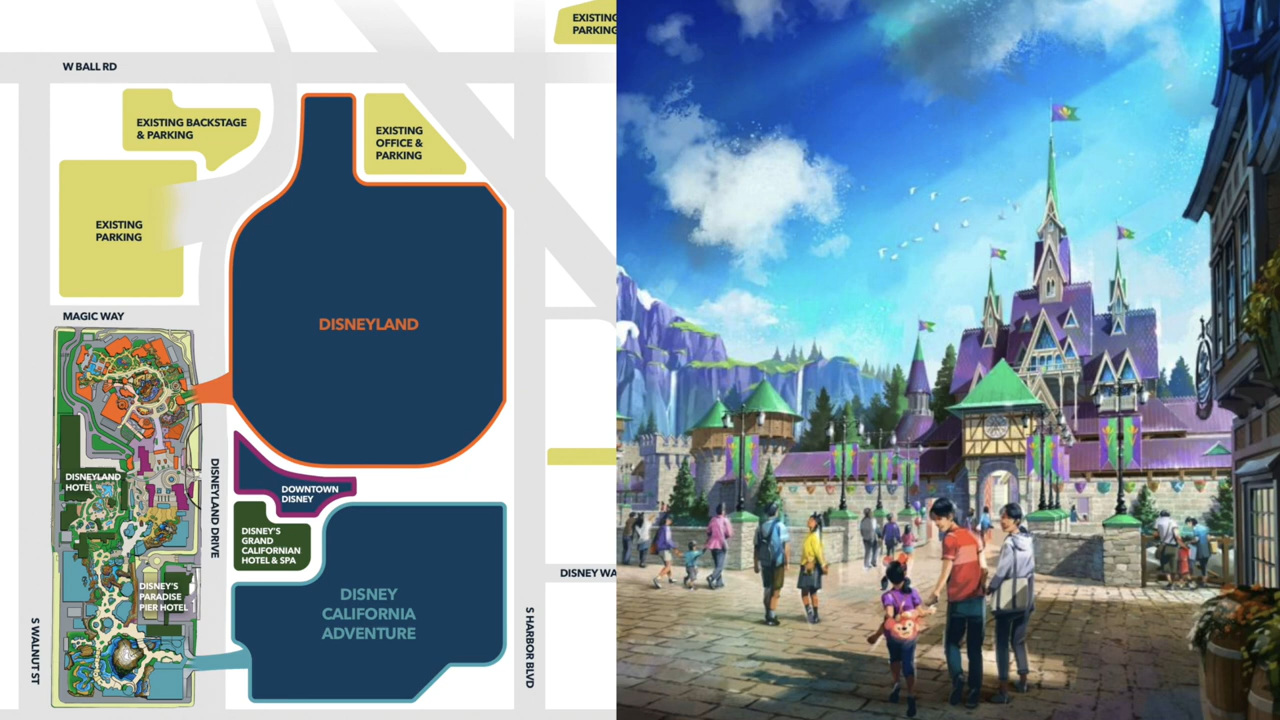 EXISTING
PARKING
W BALL RD
EXISTING BACKSTAGE
& PARKING
EXISTING
OFFICE &
PARKING
EXISTING
PARKING
MAGIC WAY
DISNEYLAND
DISNEYLAND
HOTEL
DISNEYLAND DRIVE
DOWNTOWN
DISNEY
DISNEY'S
GRAND
CALIFORNIAN
HOTEL & SPA
DISNEY'S
PARADISE
PIER HOTEL
DISNEY
CALIFORNIA
ADVENTURE
DISNEY WA
S WALNUT ST
S HARBOR BLVD